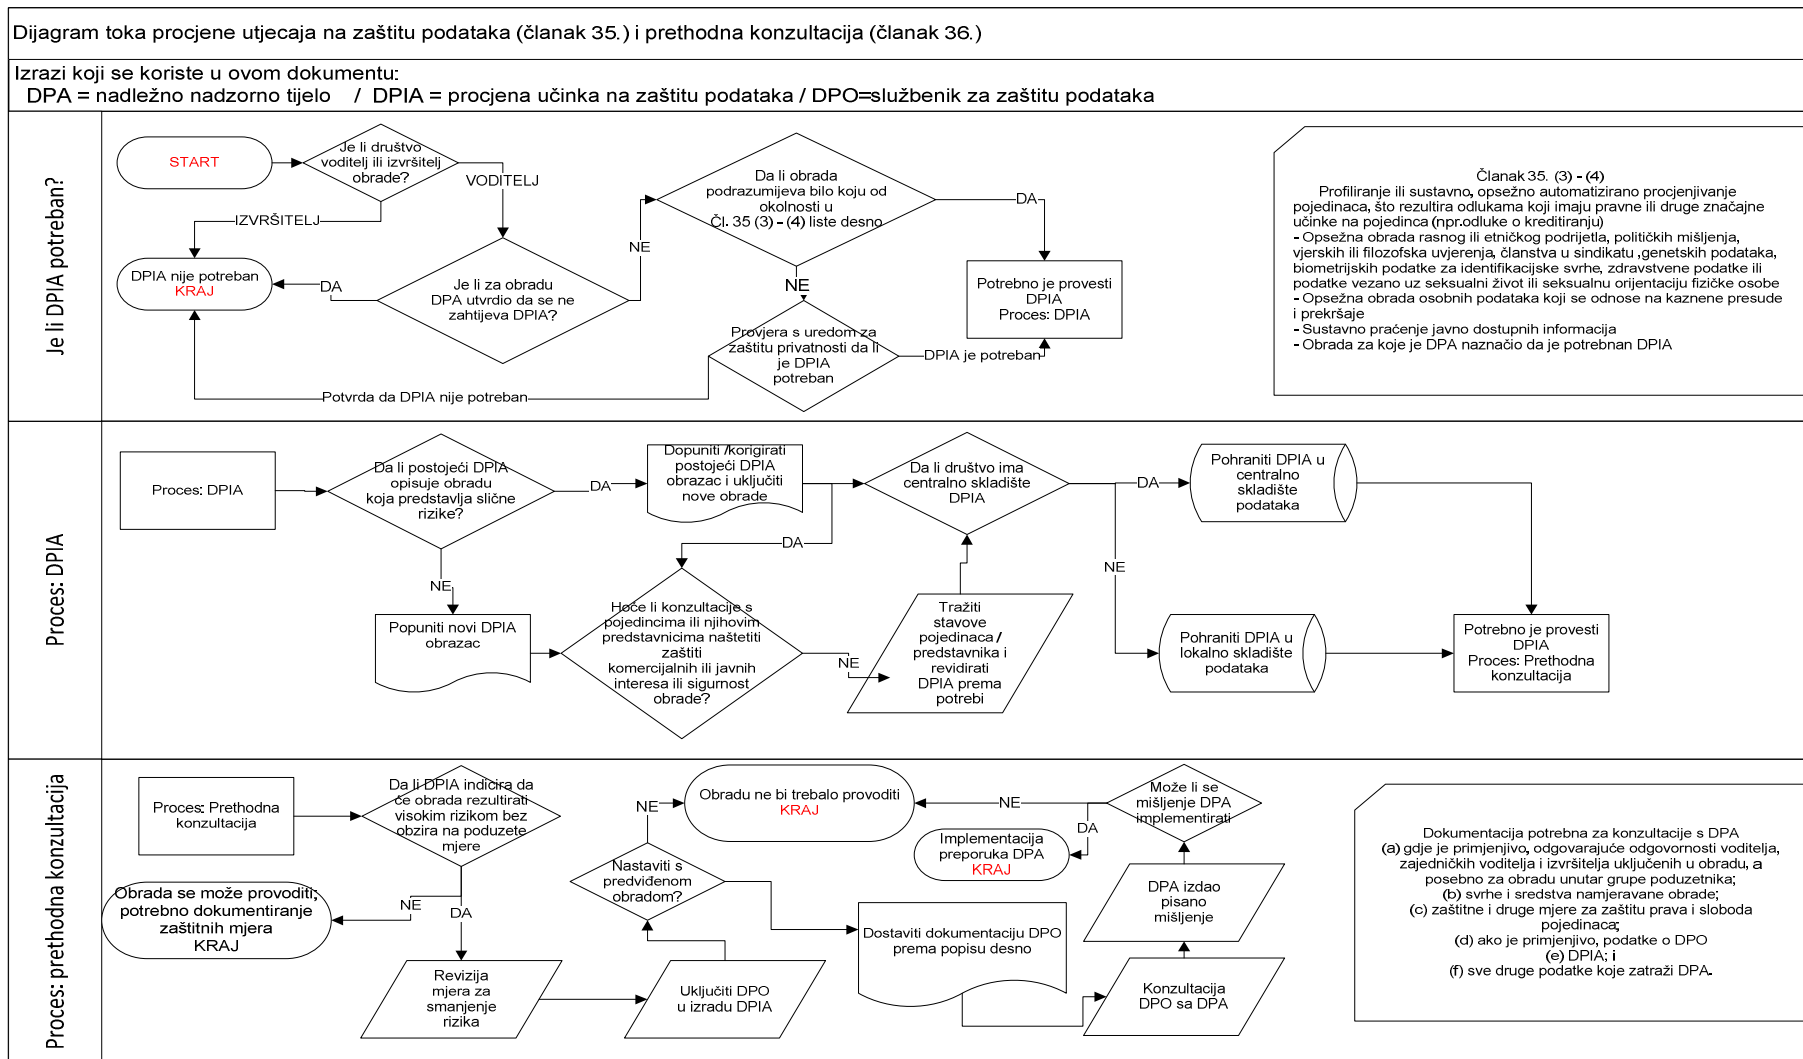 Dijagram toka procjene utjecaja na zaštitu podataka (članak 35.) i prethodna konzultacija (članak 36.)
Izrazi koji se koriste u ovom dokumentu:
DPA = nadležno nadzorno tijelo / DPIA = procjena učinka na zaštitu podataka / DPO=službenik za zaštitu podataka
Je li DPIA potreban?
START
Je li društvo
voditelj ili izvršitelj
obrade?
VODITELJ
IZVRŠITELJ
DPIA nije potreban
KRAJ
DA
Je li za obradu
DPA utvrdio da se ne
zahtijeva DPIA?
NE
Da li obrada
podrazumijeva bilo koju od
okolnosti u
Čl. 35 (3) - (4) liste desno
DA
NE
Potrebno je provesti
DPIA
Proces: DPIA
Provjera s uredom za
zaštitu privatnosti da li
je DPIA
potreban
DPIA je potreban
Potvrda da DPIA nije potreban
Članak 35. (3) - (4)
Profiliranje ili sustavno, opsežno automatizirano procjenjivanje
pojedinaca, što rezultira odlukama koji imaju pravne ili druge značajne
učinke na pojedinca (npr.odluke o kreditiranju)
- Opsežna obrada rasnog ili etničkog podrijetla, političkih mišljenja,
vjerskih ili filozofska uvjerenja, članstva u sindikatu ,genetskih podataka,
biometrijskih podatke za identifikacijske svrhe, zdravstvene podatke ili
podatke vezano uz seksualni život ili seksualnu orijentaciju fizičke osobe
- Opsežna obrada osobnih podataka koji se odnose na kaznene presude
i prekršaje
- Sustavno praćenje javno dostupnih informacija
- Obrada za koje je DPA naznačio da je potrebnan DPIA
Proces: DPIA
Proces: DPIA
Da li postojeći DPIA
opisuje obradu
koja predstavlja slične
rizike?
DA
NE
Dopuniti /korigirati
postojeći DPIA
obrazac i uključiti
nove obrade
DA
Popuniti novi DPIA
obrazac
Hoće li konzultacije s
pojedincima ili njihovim
predstavnicima naštetiti
zaštiti
komercijalnih ili javnih
interesa ili sigurnost
obrade?
NE
Tražiti
stavove
pojedinaca /
predstavnika i
revidirati
DPIA prema
potrebi
Da li društvo ima
centralno skladište
DPIA
DA
NE
Pohraniti DPIA u
centralno
skladište
podataka
Pohraniti DPIA u
lokalno skladište
podataka
Potrebno je provesti
DPIA
Proces: Prethodna
konzultacija
Proces: prethodna konzultacija
Proces: Prethodna
konzultacija
Da li DPIA indicira da
če obrada rezultirati
visokim rizikom bez
obzira na poduzete
mjere
NE
DA
Obrada se može provoditi;
potrebno dokumentiranje
zaštitnih mjera
KRAJ
Revizija
mjera za
smanjenje
rizika
Uključiti DPO
u izradu DPIA
Nastaviti s
predviđenom
obradom?
NE
Obradu ne bi trebalo provoditi
KRAJ
Dostaviti dokumentaciju DPO
prema popisu desno
Konzultacija
DPO sa DPA
DPA izdao
pisano
mišljenje
Može li se
mišljenje DPA
implementirati
NE
DA
Implementacija
preporuka DPA
KRAJ
Dokumentacija potrebna za konzultacije s DPA
(a) gdje je primjenjivo, odgovarajuće odgovornosti voditelja,
zajedničkih voditelja i izvršitelja uključenih u obradu, a
posebno za obradu unutar grupe poduzetnika;
(b) svrhe i sredstva namjeravane obrade;
(c) zaštitne i druge mjere za zaštitu prava i sloboda
pojedinaca;
(d) ako je primjenjivo, podatke o DPO
(e) DPIA; i
(f) sve druge podatke koje zatraži DPA.